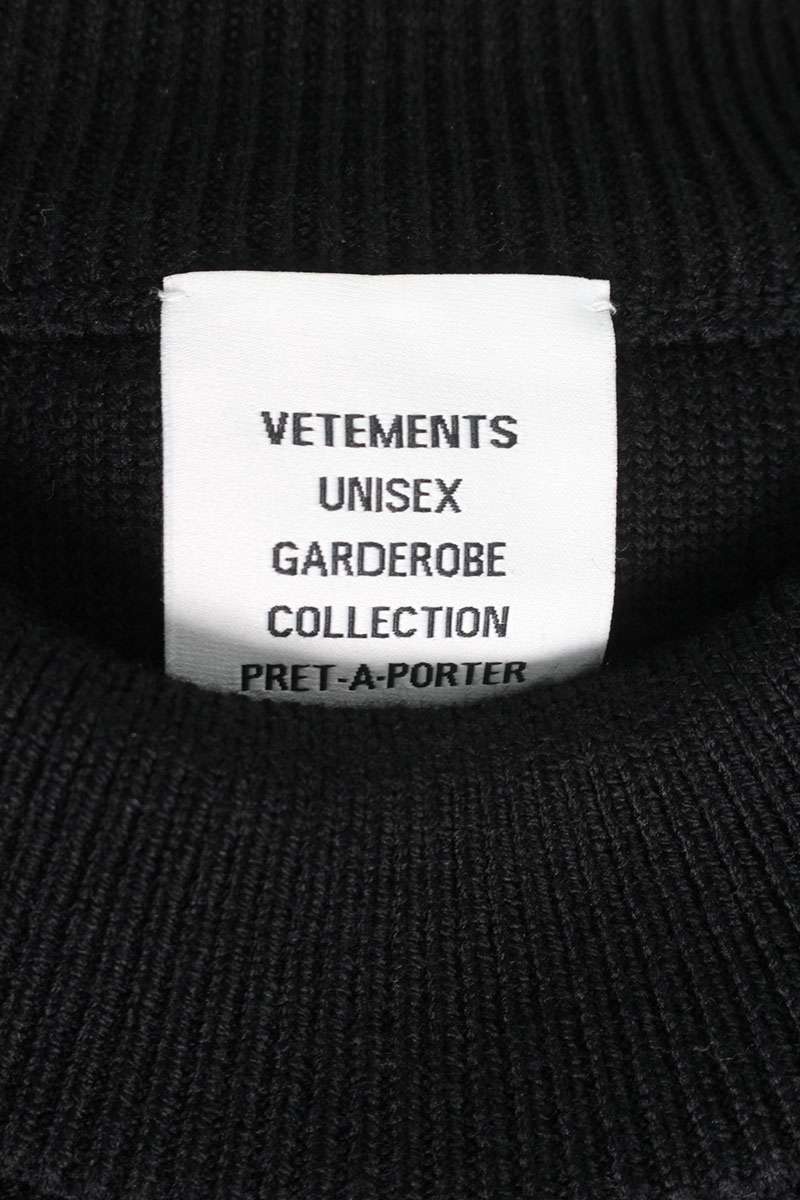 VETEMENTS
UNISEX
GARDEROBE
COLLECTION
PRET-A-PORTER